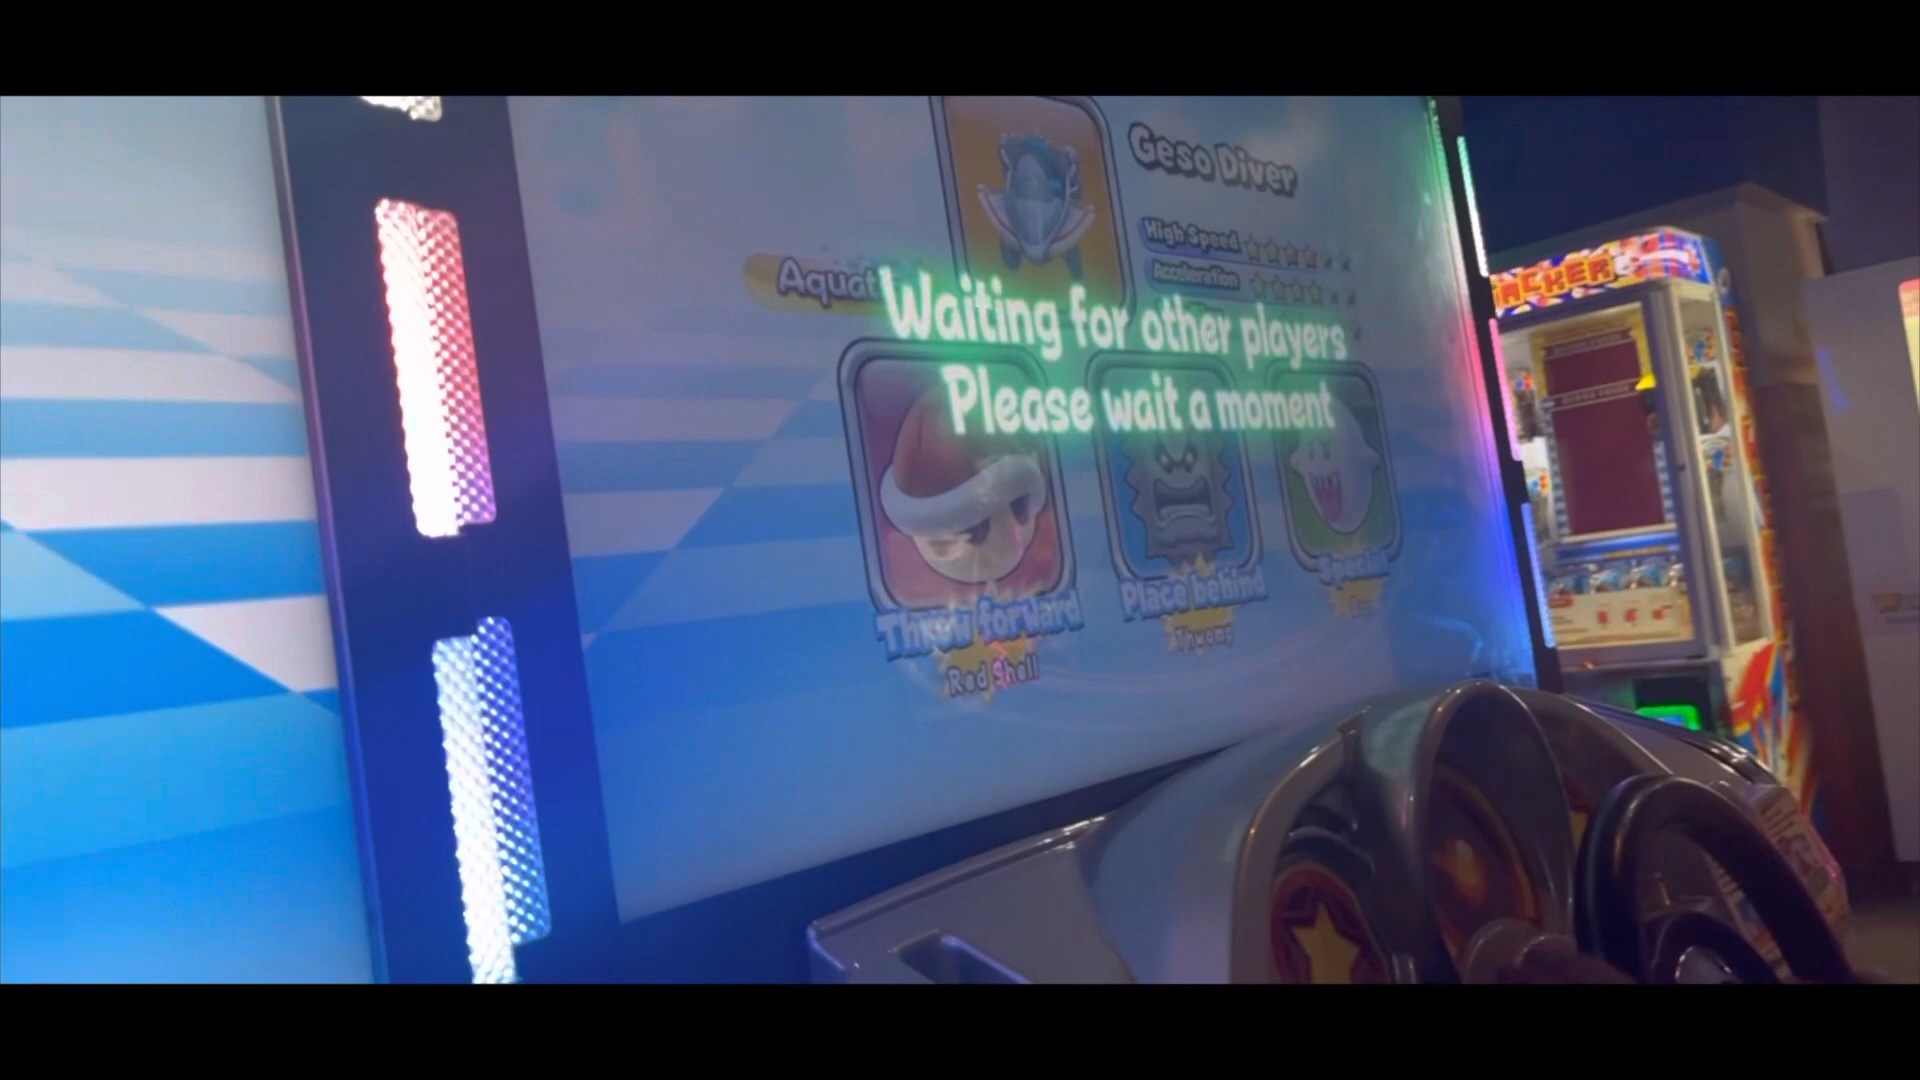 Geso Diver
High Speed
Acceleration
Aquat
Waiting for other players
Please wait a moment
Throw forward
Red Shell
Place behind
Thwomp
Special